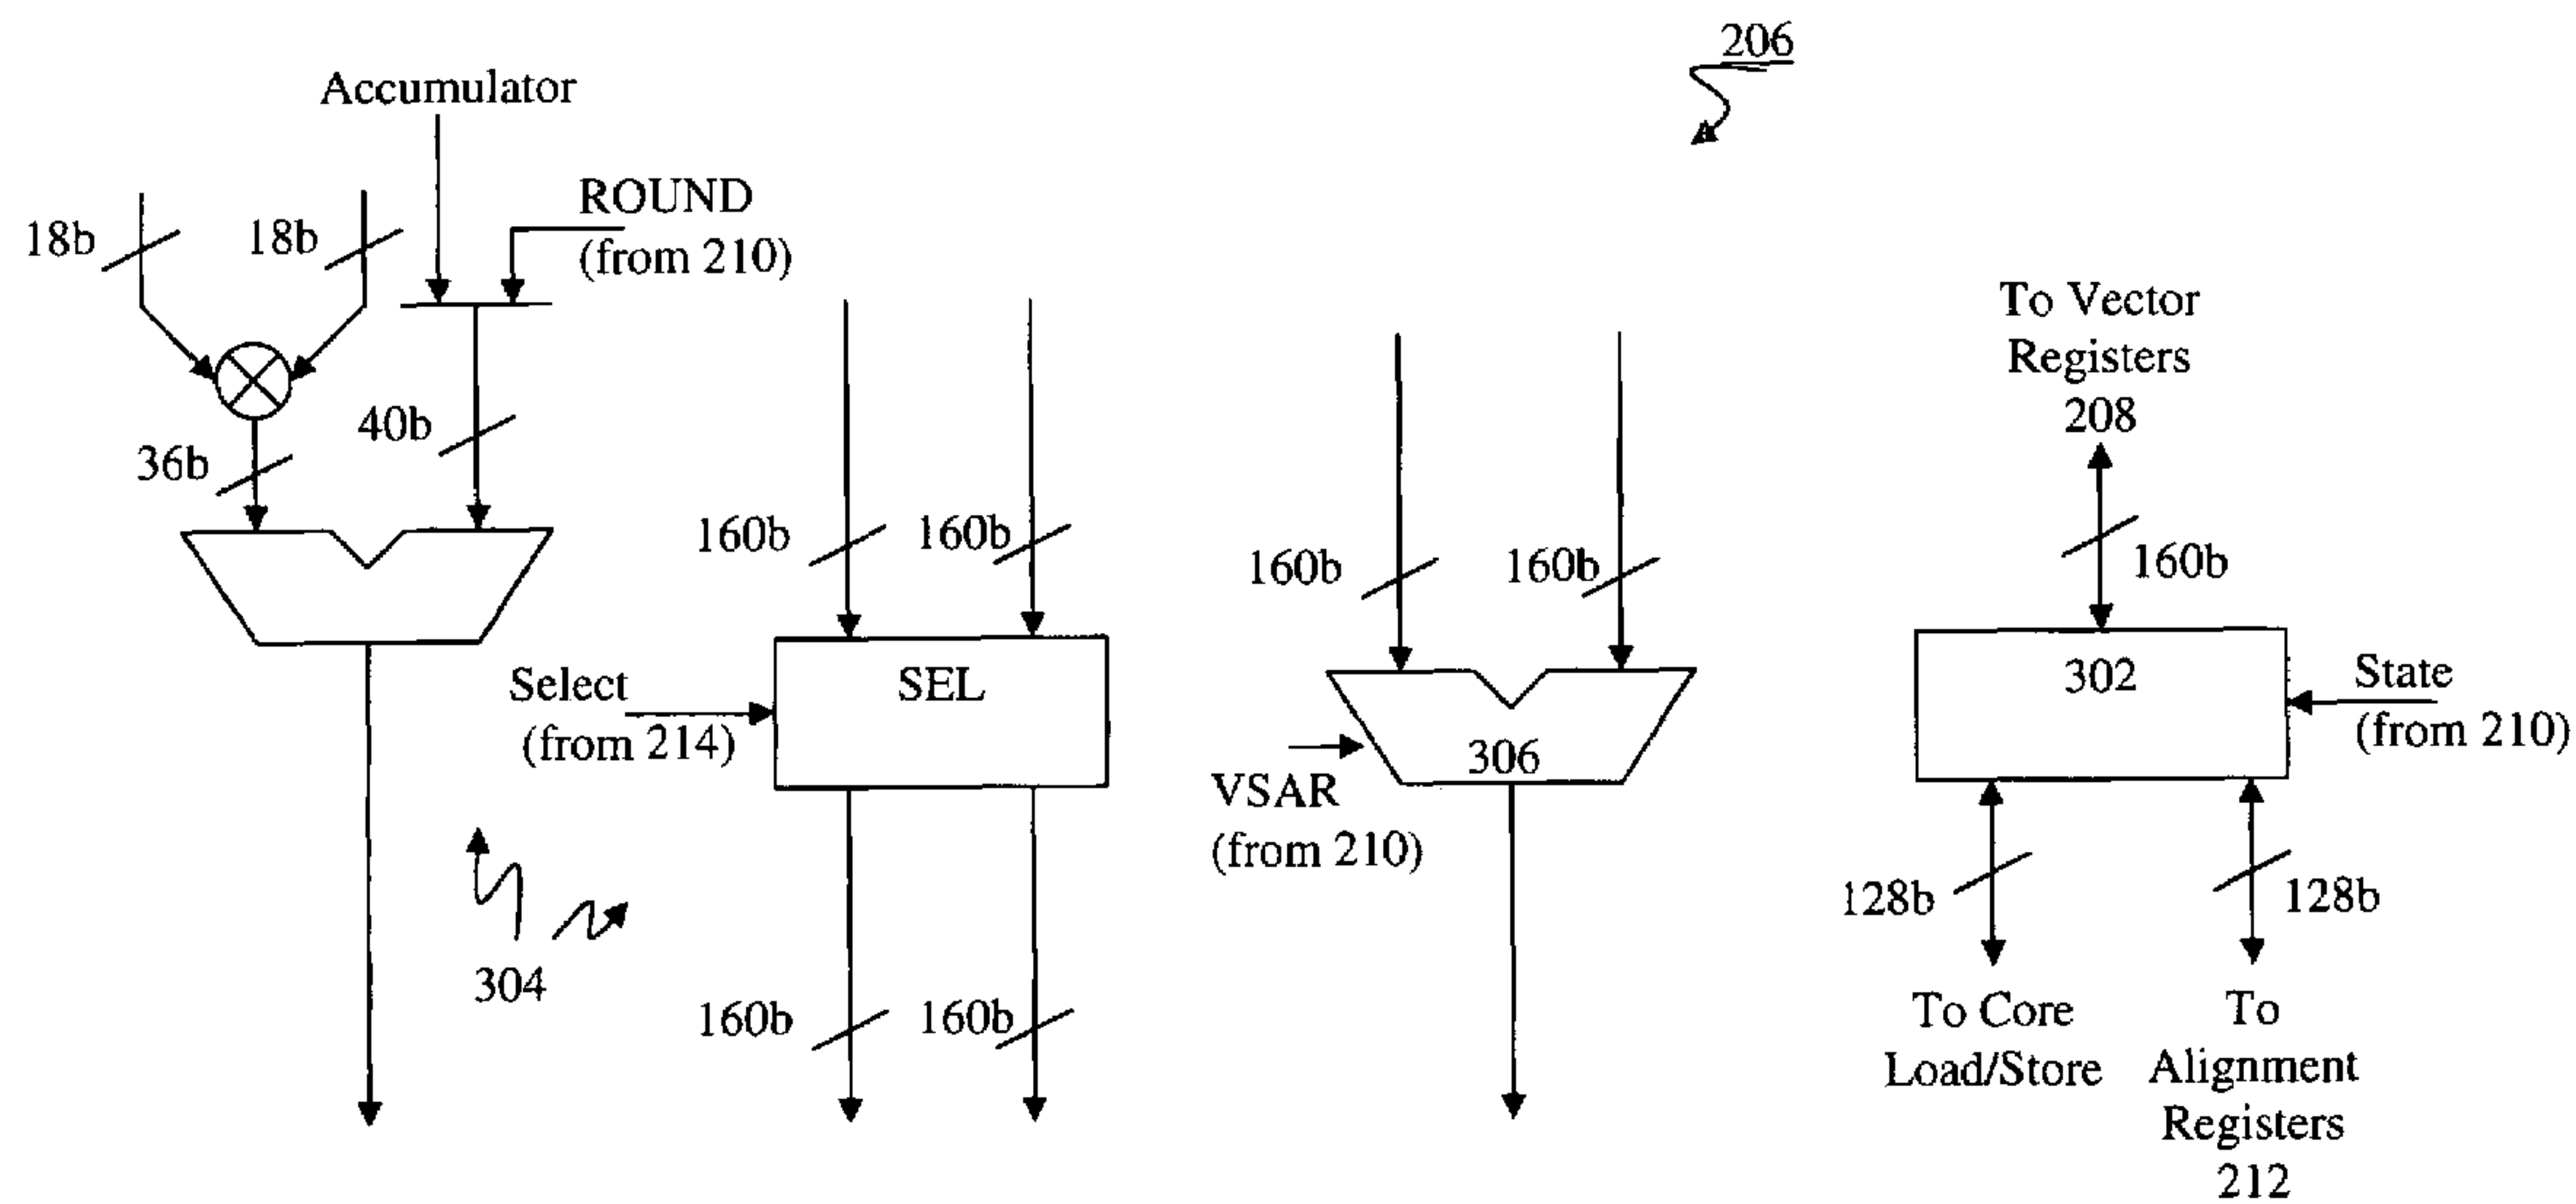 206
Accumulator
ROUND
(from 210)
18b
18b
40b
36b
160b
160b
Select
(from 214)
SEL
304
160b
160b
160b
160b
306
VSAR
(from 210)
To Vector
Registers
208
160b
302
State
(from 210)
128b
128b
To Core
Load/Store
To
Alignment
Registers
212